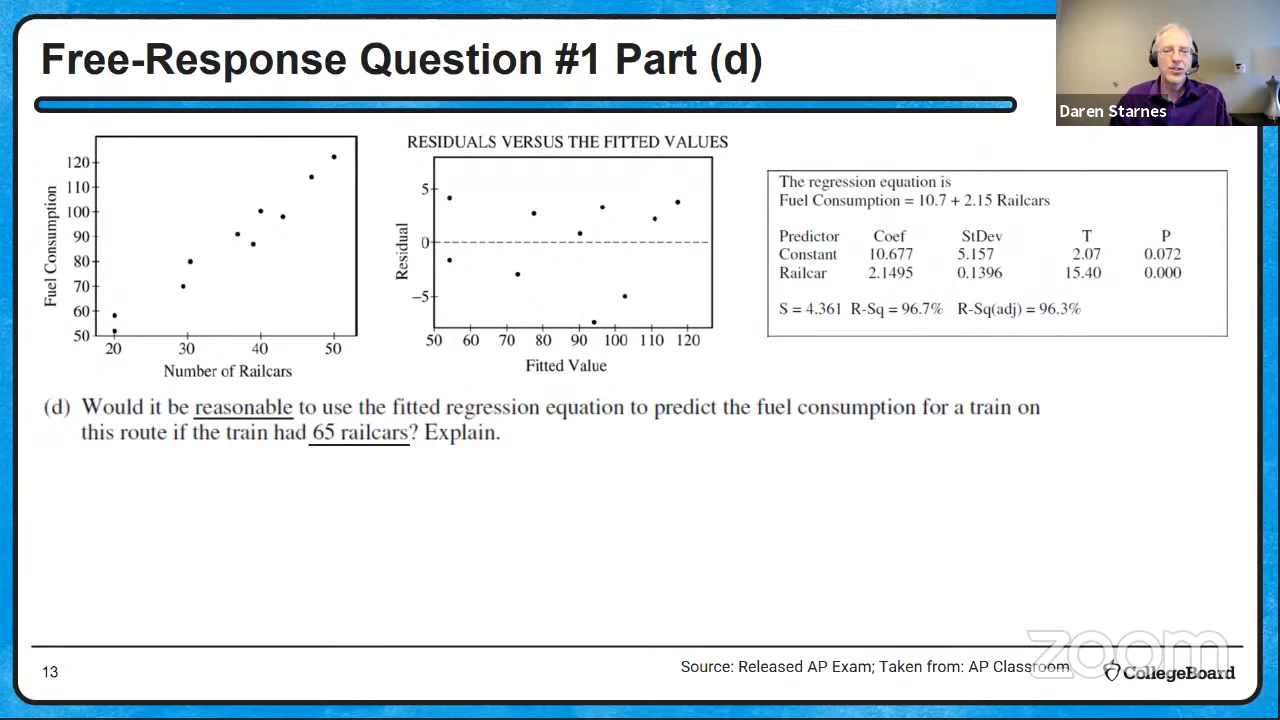 Free-Response Question #1 Part (d)
Daren Starnes
Fuel Consumption
120
110
100
90
80
70
60
50
20
30
40
50
Number of Railcars
RESIDUALS VERSUS THE FITTED VALUES
Residual
5
0
−5
50
60
70
80
90
100
110
120
Fitted Value
The regression equation is
Fuel Consumption = 10.7 + 2.15 Railcars
Predictor Coef StDev T P
Constant 10.677 5.157 2.07 0.072
Railcar 2.1495 0.1396 15.40 0.000
S = 4.361 R-Sq = 96.7% R-Sq(adj) = 96.3%
(d) Would it be reasonable to use the fitted regression equation to predict the fuel consumption for a train on
this route if the train had 65 railcars? Explain.
zoom
13
Source: Released AP Exam; Taken from: AP Classroom
CollegeBoard